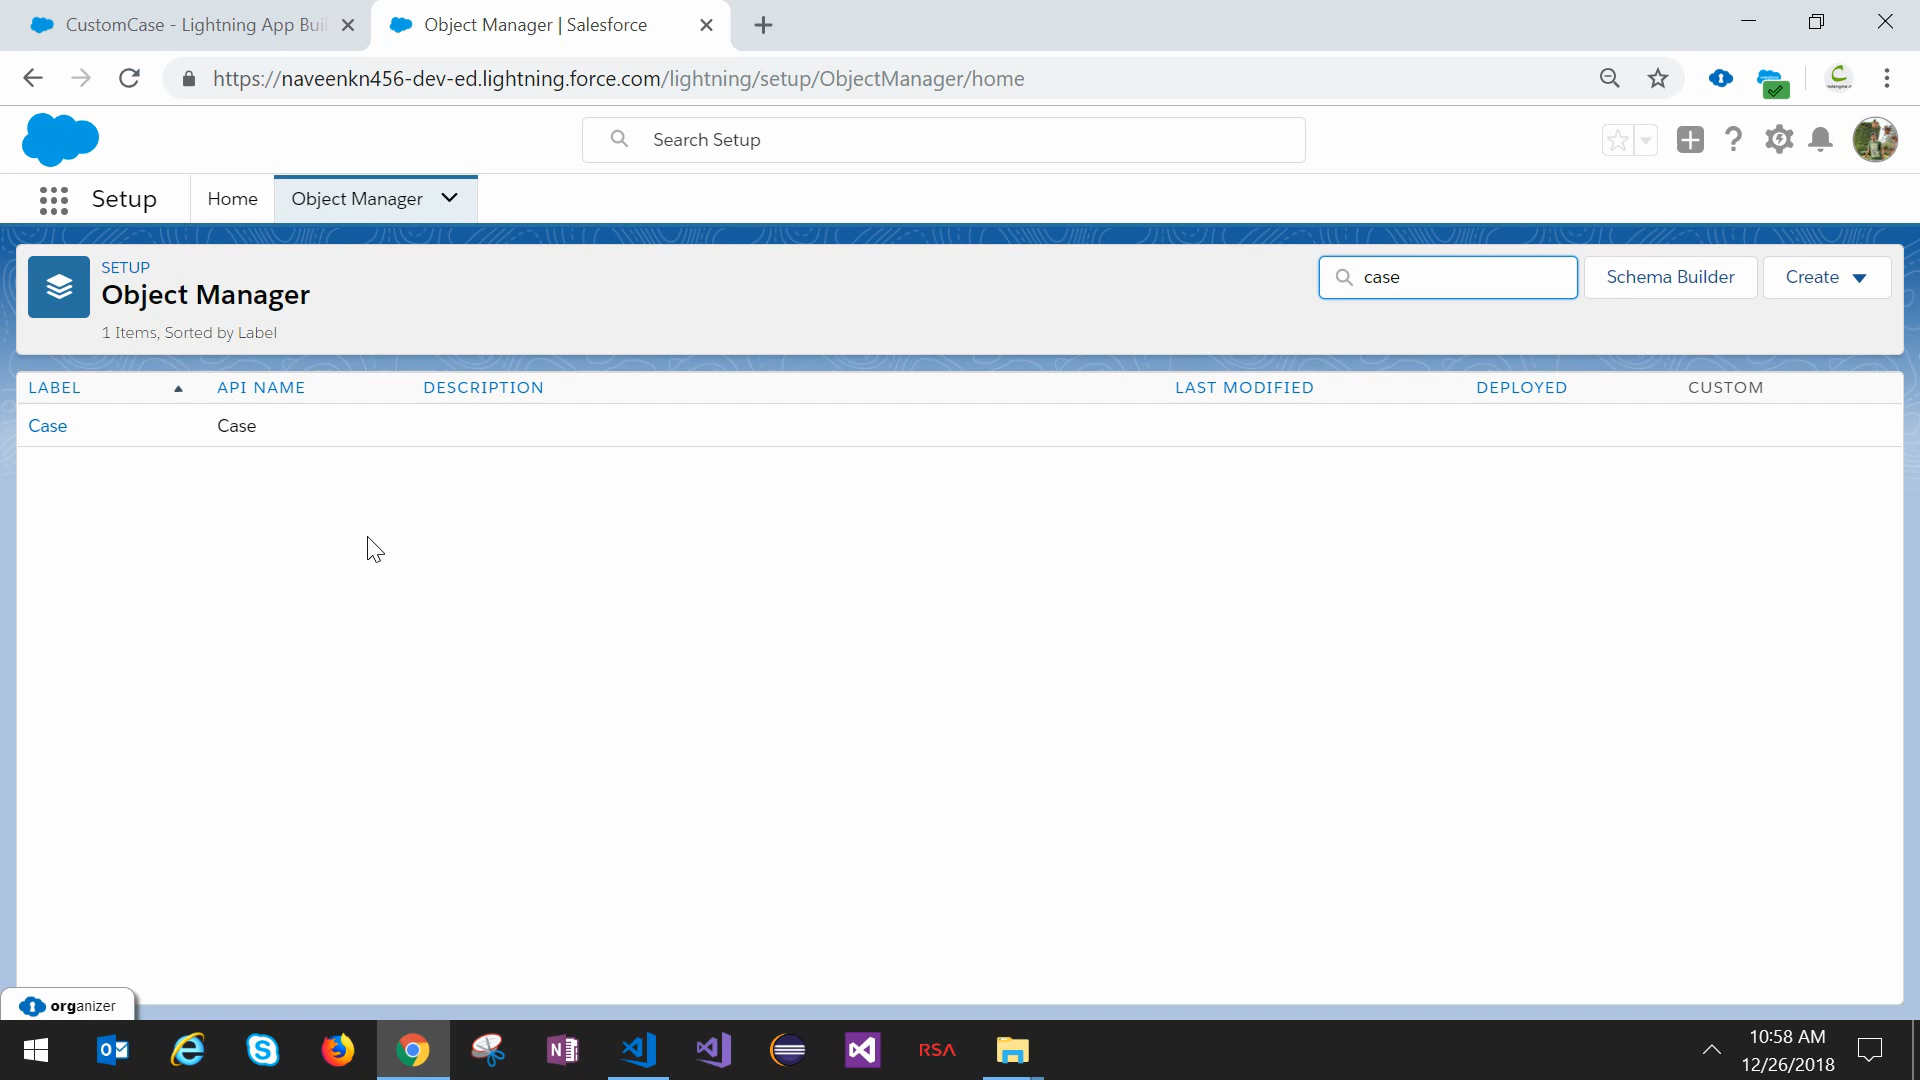 CustomCase - Lightning App Buil
Object Manager | Salesforce
https://naveenkn456-dev-ed.lightning.force.com/lightning/setup/ObjectManager/home
Search Setup
Setup
Home
Object Manager
SETUP
Object Manager
1 Items, Sorted by Label
case
Schema Builder
Create
LABEL
API NAME
DESCRIPTION
LAST MODIFIED
DEPLOYED
CUSTOM
Case
Case
organizer
RSA
10:58 AM
12/26/2018